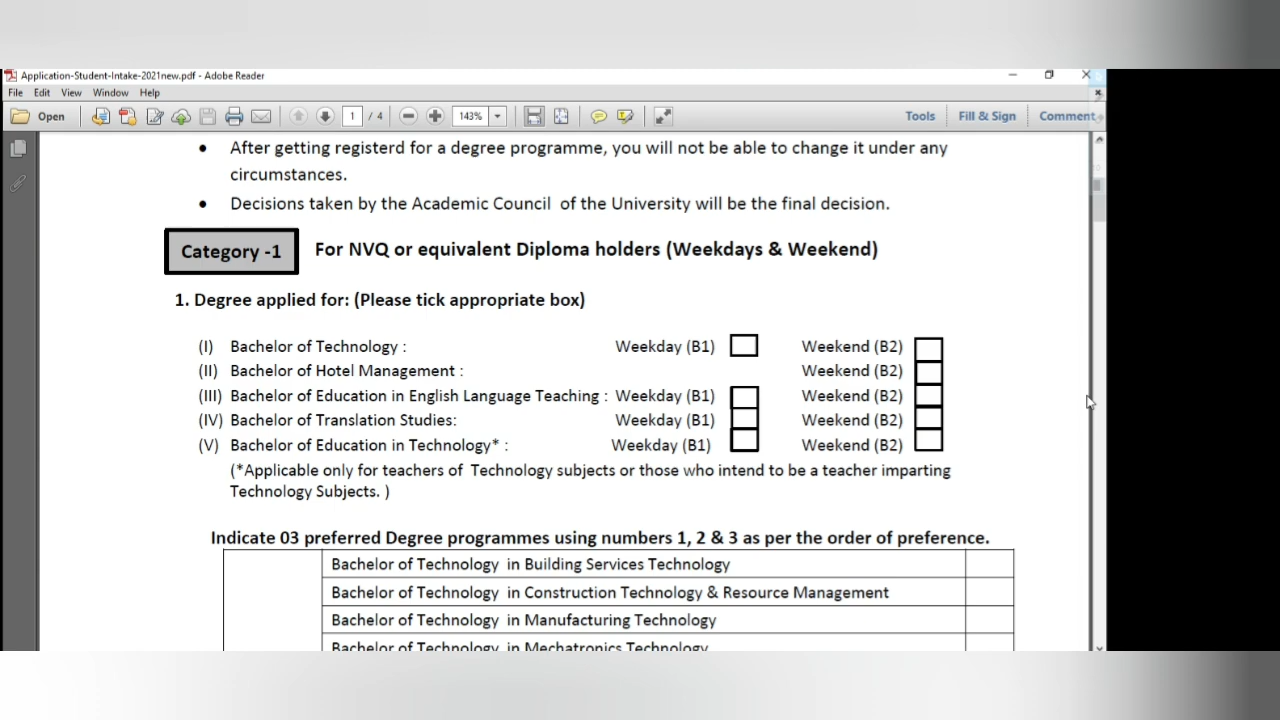 Application-Student-Intake-2021new.pdf - Adobe Reader
File Edit View Window Help
Open 1 / 4 143% Tools Fill & Sign Comment
• After getting registerd for a degree programme, you will not be able to change it under any
circumstances.
• Decisions taken by the Academic Council of the University will be the final decision.
Category -1 For NVQ or equivalent Diploma holders (Weekdays & Weekend)
1. Degree applied for: (Please tick appropriate box)
(I) Bachelor of Technology : Weekday (B1) Weekend (B2)
(II) Bachelor of Hotel Management : Weekend (B2)
(III) Bachelor of Education in English Language Teaching : Weekday (B1) Weekend (B2)
(IV) Bachelor of Translation Studies: Weekday (B1) Weekend (B2)
(V) Bachelor of Education in Technology* : Weekday (B1) Weekend (B2)
(*Applicable only for teachers of Technology subjects or those who intend to be a teacher imparting
Technology Subjects. )
Indicate 03 preferred Degree programmes using numbers 1, 2 & 3 as per the order of preference.
Bachelor of Technology in Building Services Technology
Bachelor of Technology in Construction Technology & Resource Management
Bachelor of Technology in Manufacturing Technology
Bachelor of Technology in Mechatronics Technology